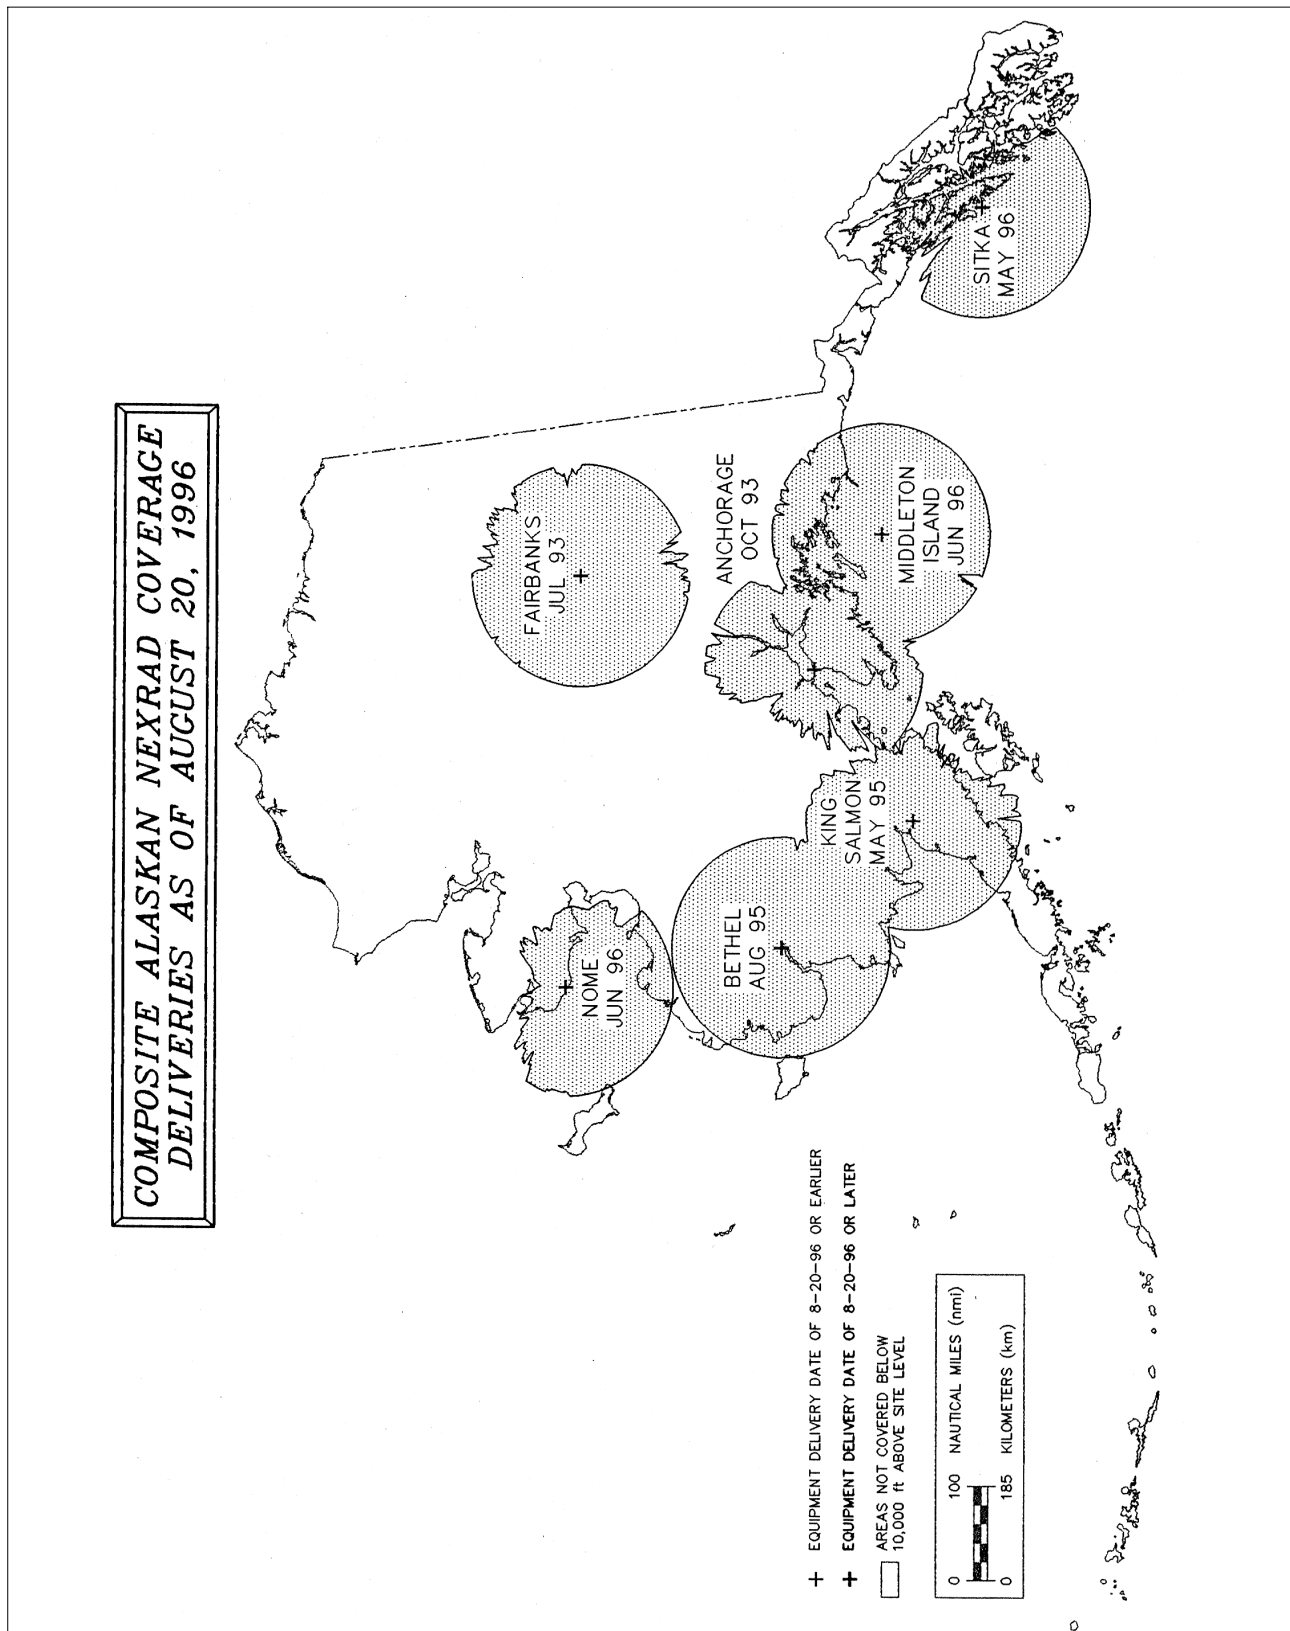 COMPOSITE ALASKAN NEXRAD COVERAGE
DELIVERIES AS OF AUGUST 20, 1996
FAIRBANKS
JUL 93
NOME
JUN 96
BETHEL
AUG 95
KING
SALMON
MAY 95
ANCHORAGE
OCT 93
MIDDLETON
ISLAND
JUN 96
SITKA
MAY 96
EQUIPMENT DELIVERY DATE OF 8-20-96 OR EARLIER
EQUIPMENT DELIVERY DATE OF 8-20-96 OR LATER
AREAS NOT COVERED BELOW
10,000 ft ABOVE SITE LEVEL
0 100 NAUTICAL MILES (nmi)
0 185 KILOMETERS (km)